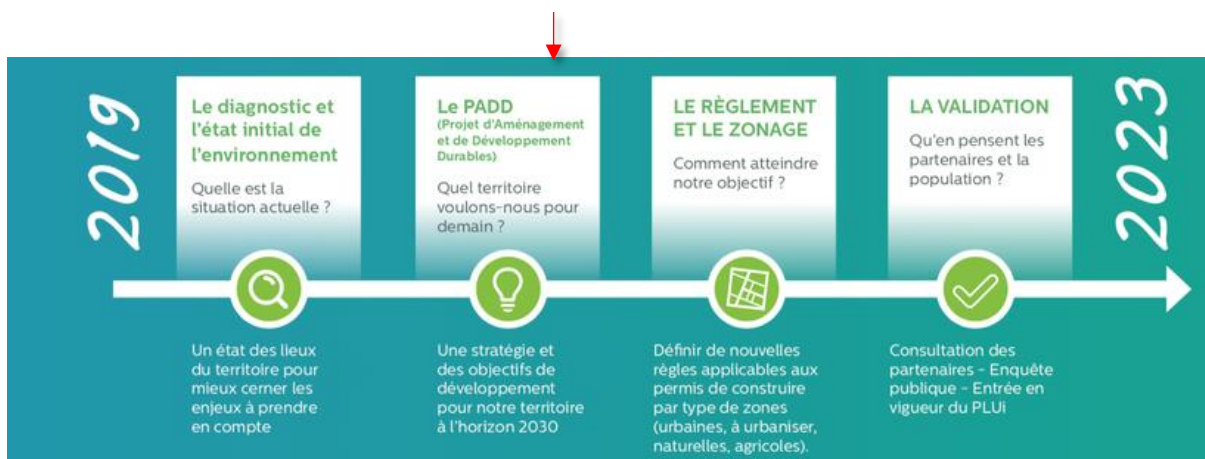 2019
Le diagnostic et
l'état initial de
l'environnement
Quelle est la
situation actuelle ?
Un état des lieux
du territoire pour
mieux cerner les
enjeux à prendre
en compte
Le PADD
(Projet d'Aménagement
et de Développement
Durables)
Quel territoire
voulons-nous pour
demain ?
Une stratégie et
des objectifs de
développement
pour notre territoire
à l'horizon 2030
LE RÈGLEMENT
ET LE ZONAGE
Comment atteindre
notre objectif ?
Définir de nouvelles
règles applicables aux
permis de construire
par type de zones
(urbaines, à urbaniser,
naturelles, agricoles).
LA VALIDATION
Qu'en pensent les
partenaires et la
population ?
Consultation des
partenaires - Enquête
publique - Entrée en
vigueur du PLUi
2023